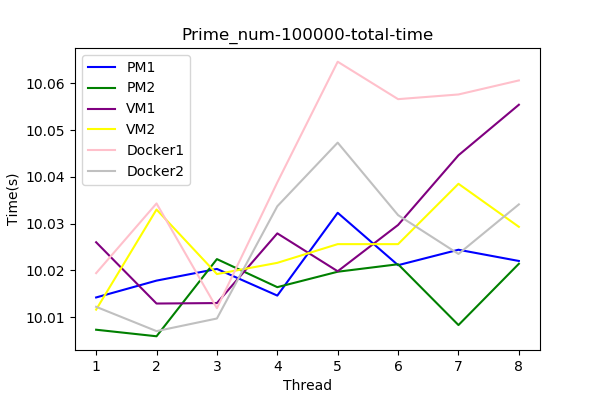 Prime_num-100000-total-time
PM1
PM2
VM1
VM2
Docker1
Docker2
10.06
10.05
10.04
10.03
10.02
10.01
Time(s)
1 2 3 4 5 6 7 8
Thread